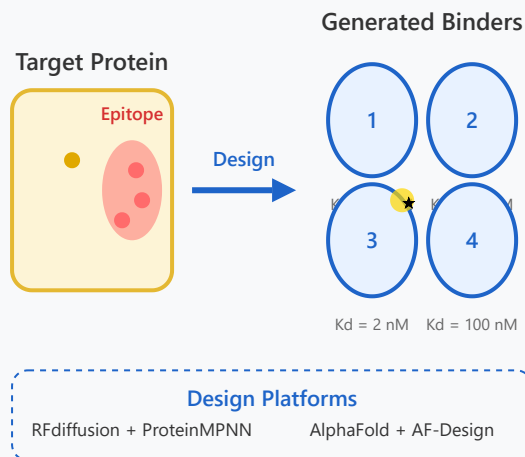 Generated Binders
Target Protein
Epitope
1 2
Design
3 4
Kd = 2 nM Kd = 100 nM
Design Platforms
RFdiffusion + ProteinMPNN AlphaFold + AF-Design